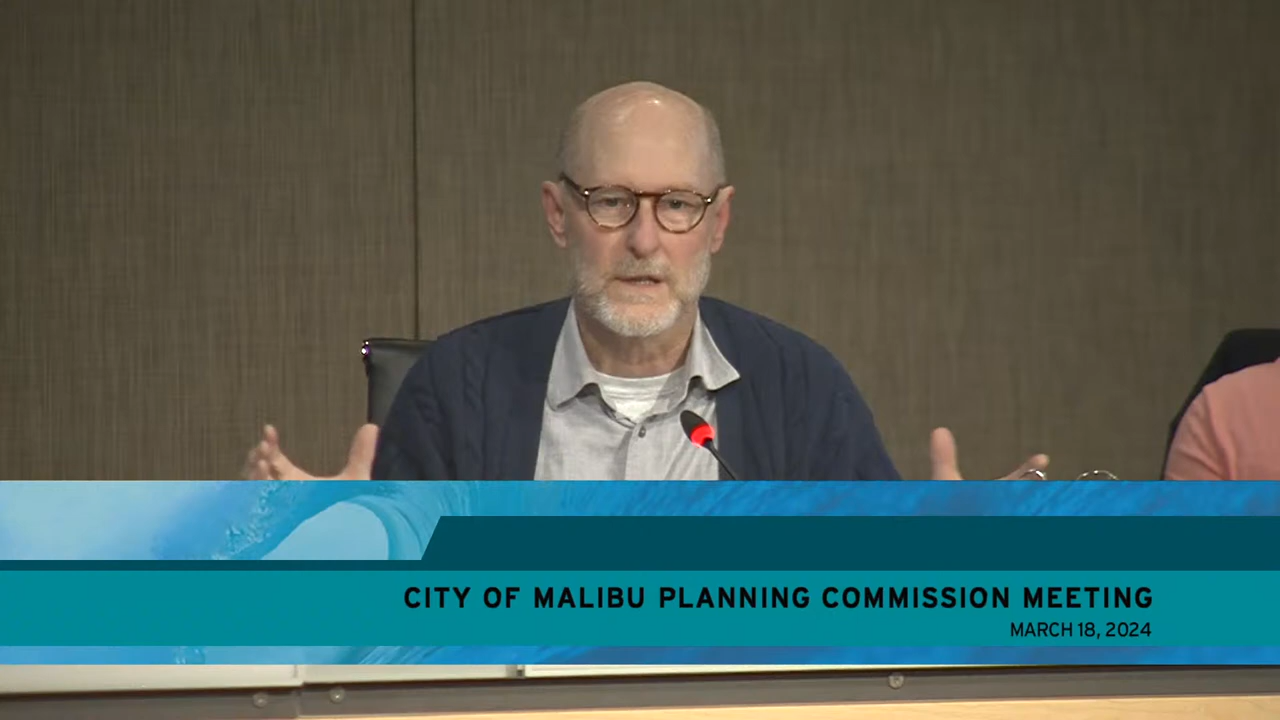 CITY OF MALIBU PLANNING COMMISSION MEETING
MARCH 18, 2024